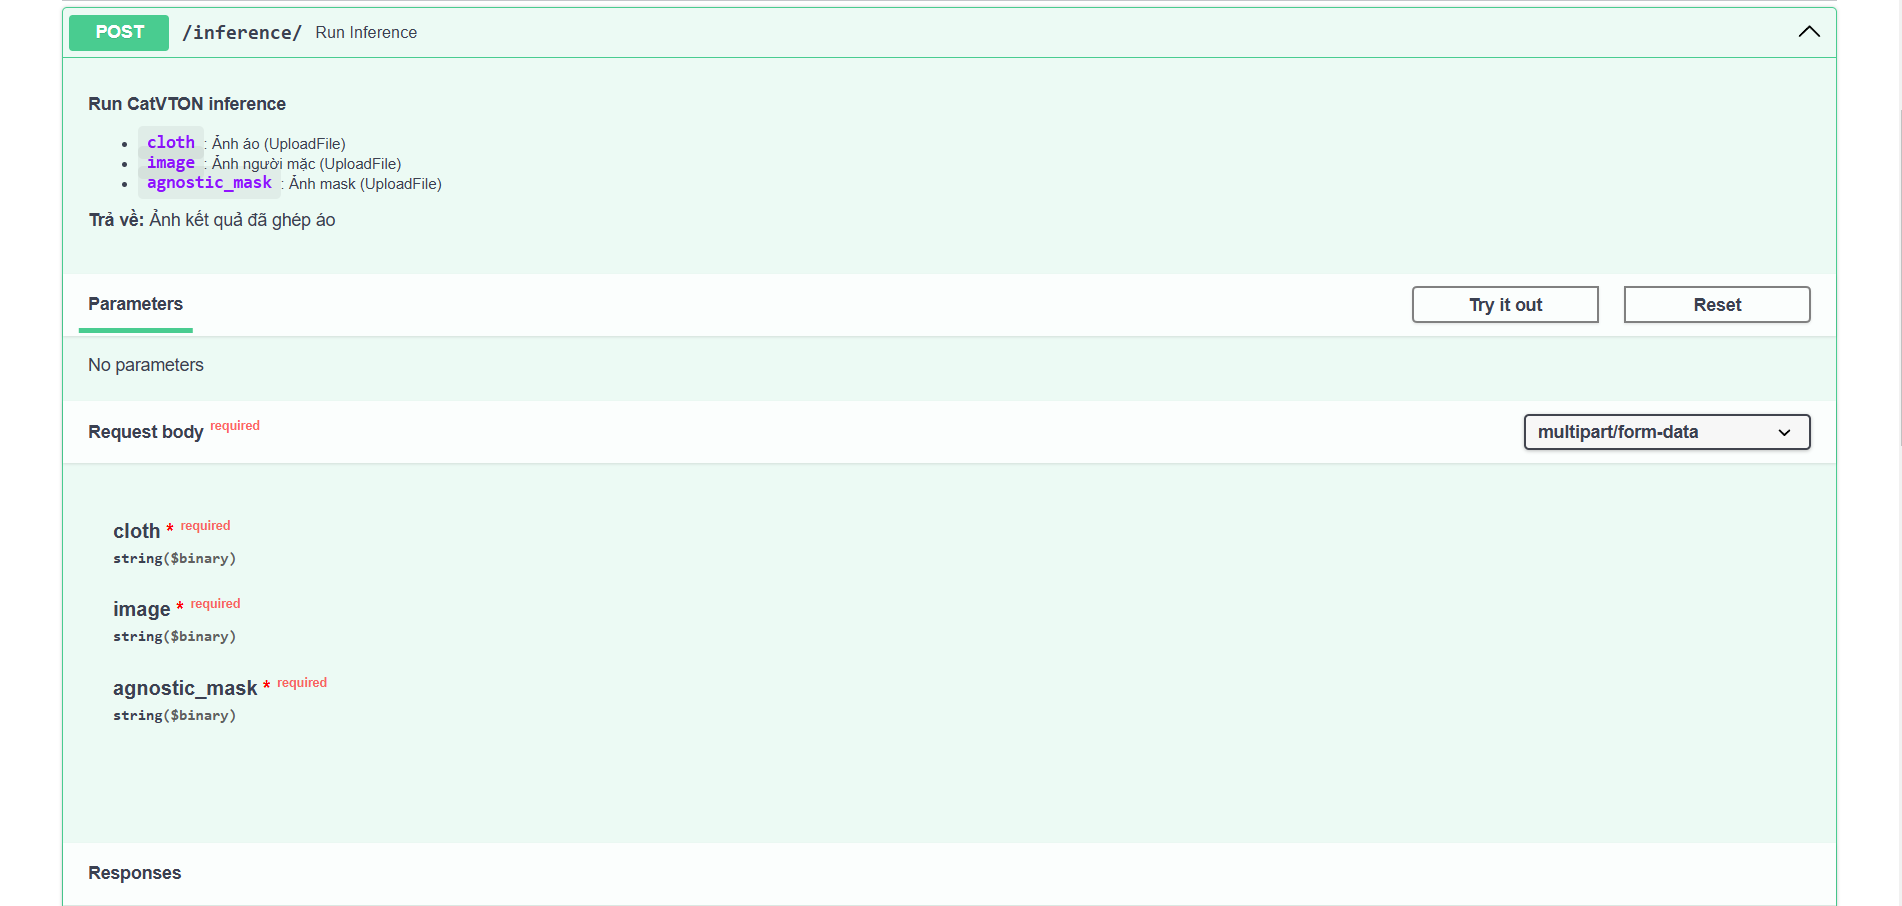 POST /inference/ Run Inference
Run CatVTON inference
cloth : Ảnh áo (UploadFile)
image : Ảnh người mặc (UploadFile)
agnostic_mask : Ảnh mask (UploadFile)
Trả về: Ảnh kết quả đã ghép áo
Parameters Try it out Reset
No parameters
Request body required multipart/form-data
cloth * required
string($binary)
image * required
string($binary)
agnostic_mask * required
string($binary)
Responses